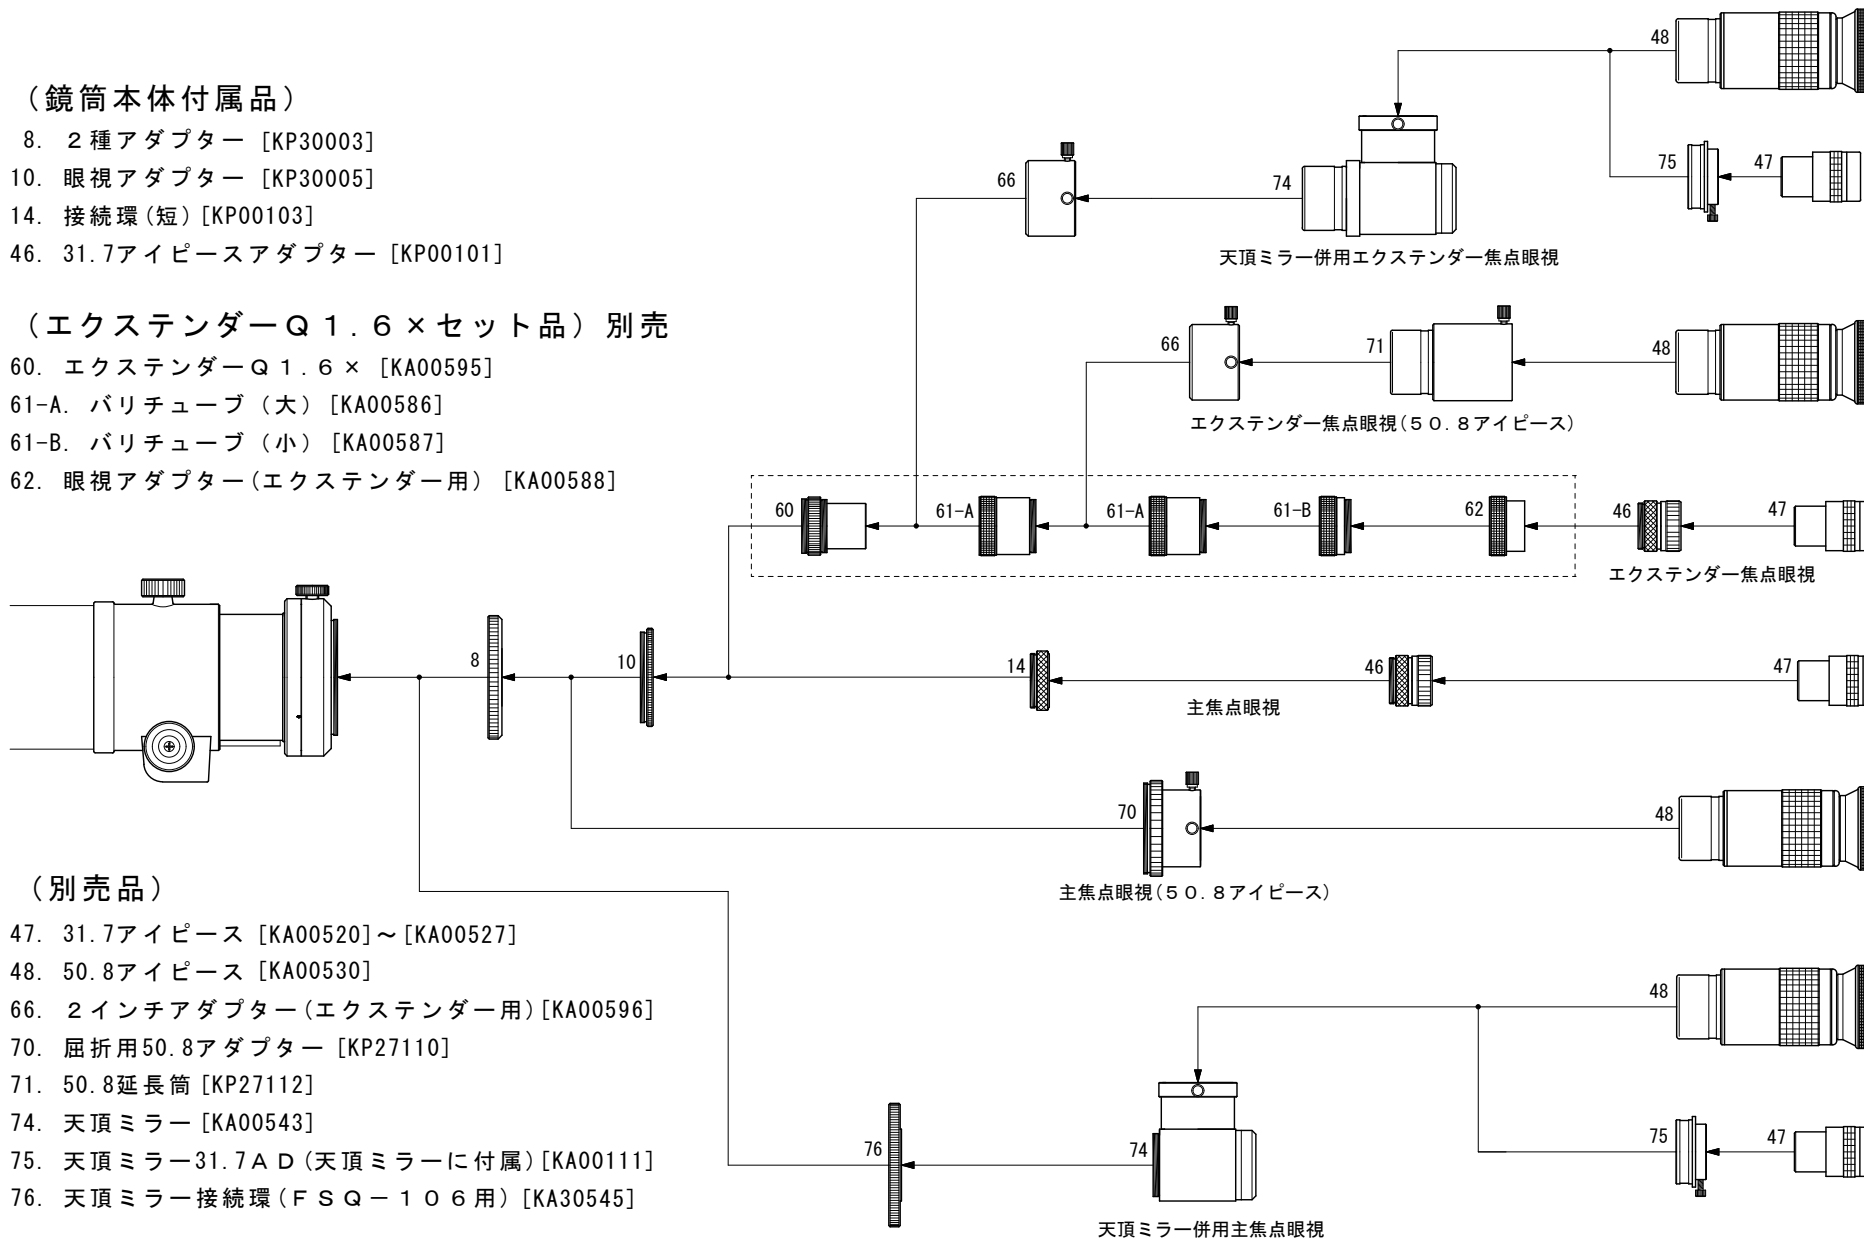 (鏡筒本体付属品)
8. 2種アダプター [KP30003]
10. 眼視アダプター [KP30005]
14. 接続環(短)[KP00103]
46. 31.7アイピースアダプター [KP00101]
(エクステンダーQ1.6×セット品)別売
60. エクステンダーQ1.6× [KA00595]
61-A. バリチューブ(大)[KA00586]
61-B. バリチューブ(小)[KA00587]
62. 眼視アダプター(エクステンダー用) [KA00588]
48
75
47
66
74
天頂ミラー併用エクステンダー焦点眼視
66
71
48
エクステンダー焦点眼視(50.8アイピース)
60
61-A
61-A
61-B
62
46
47
エクステンダー焦点眼視
8
10
14
46
47
主焦点眼視
70
48
主焦点眼視(50.8アイピース)
(別売品)
47. 31.7アイピース [KA00520]~[KA00527]
48. 50.8アイピース [KA00530]
66. 2インチアダプター(エクステンダー用)[KA00596]
70. 屈折用50.8アダプター [KP27110]
71. 50.8延長筒[KP27112]
74. 天頂ミラー[KA00543]
75. 天頂ミラー31.7AD(天頂ミラーに付属)[KA00111]
76. 天頂ミラー接続環(FSQ-106用)[KA30545]
48
75
47
76
74
天頂ミラー併用主焦点眼視